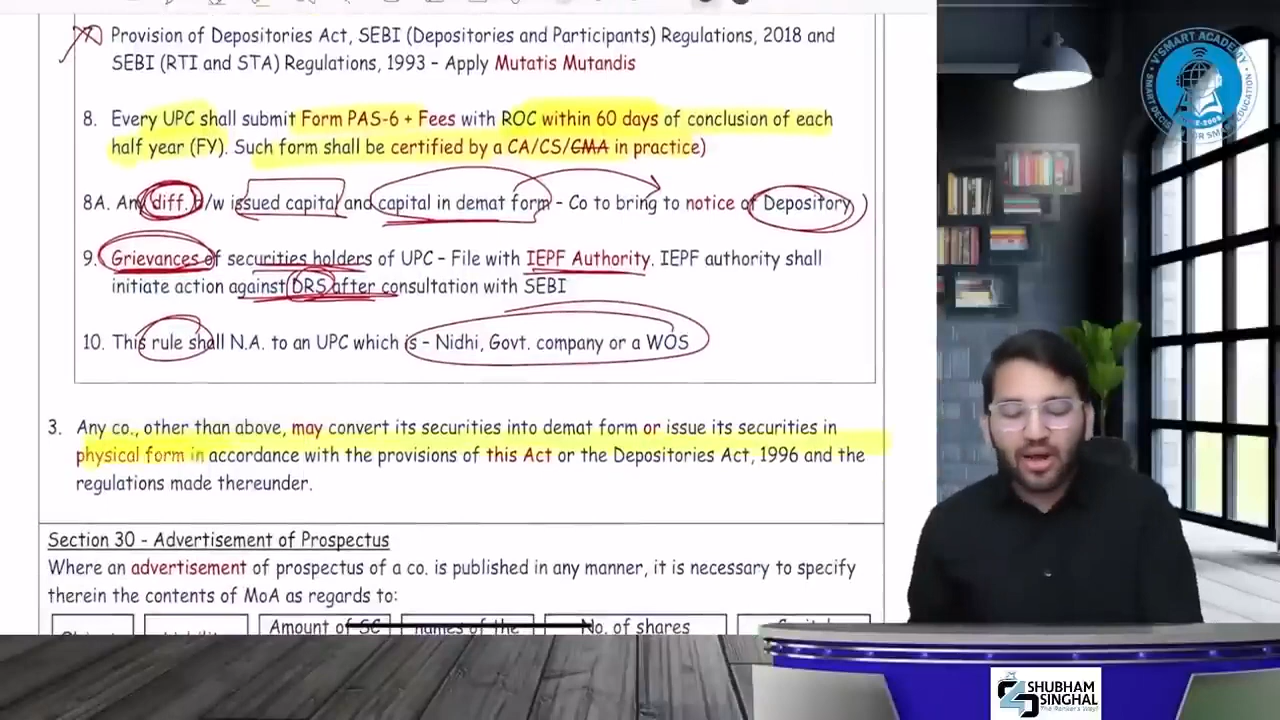 Provision of Depositories Act, SEBI (Depositories and Participants) Regulations, 2018 and
SEBI (RTI and STA) Regulations, 1993 – Apply Mutatis Mutandis
8. Every UPC shall submit Form PAS-6 + Fees with ROC within 60 days of conclusion of each
half year (FY). Such form shall be certified by a CA/CS/CMA in practice)
8A. Any diff. b/w issued capital and capital in demat form – Co to bring to notice of Depository )
9. Grievances of securities holders of UPC – File with IEPF Authority. IEPF authority shall
initiate action against DRS after consultation with SEBI
10. This rule shall N.A. to an UPC which is – Nidhi, Govt. company or a WOS
3. Any co., other than above, may convert its securities into demat form or issue its securities in
physical form in accordance with the provisions of this Act or the Depositories Act, 1996 and the
regulations made thereunder.
Section 30 - Advertisement of Prospectus
Where an advertisement of prospectus of a co. is published in any manner, it is necessary to specify
therein the contents of MoA as regards to:
Amount of SC names of the No. of shares
V'SMART ACADEMY
SHUBHAM
SINGHAL